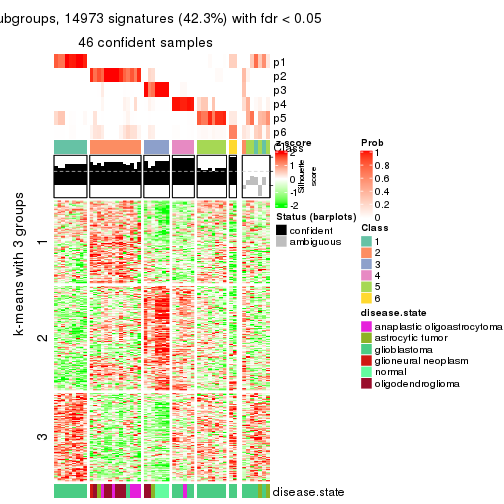 ubgroups, 14973 signatures (42.3%) with fdr < 0.05
46 confident samples
p1
p2
p3
p4
p5
p6
Class
z-score
2
1
0
-1
-2
Silhouette
score
Prob
1
0.8
0.6
0.4
0.2
0
Status (barplots)
confident
ambiguous
Class
1
2
3
4
5
6
disease.state
anaplastic oligoastrocytoma
astrocytic tumor
glioblastoma
glioneural neoplasm
normal
oligodendroglioma
k-means with 3 groups
1
2
3
disease.state